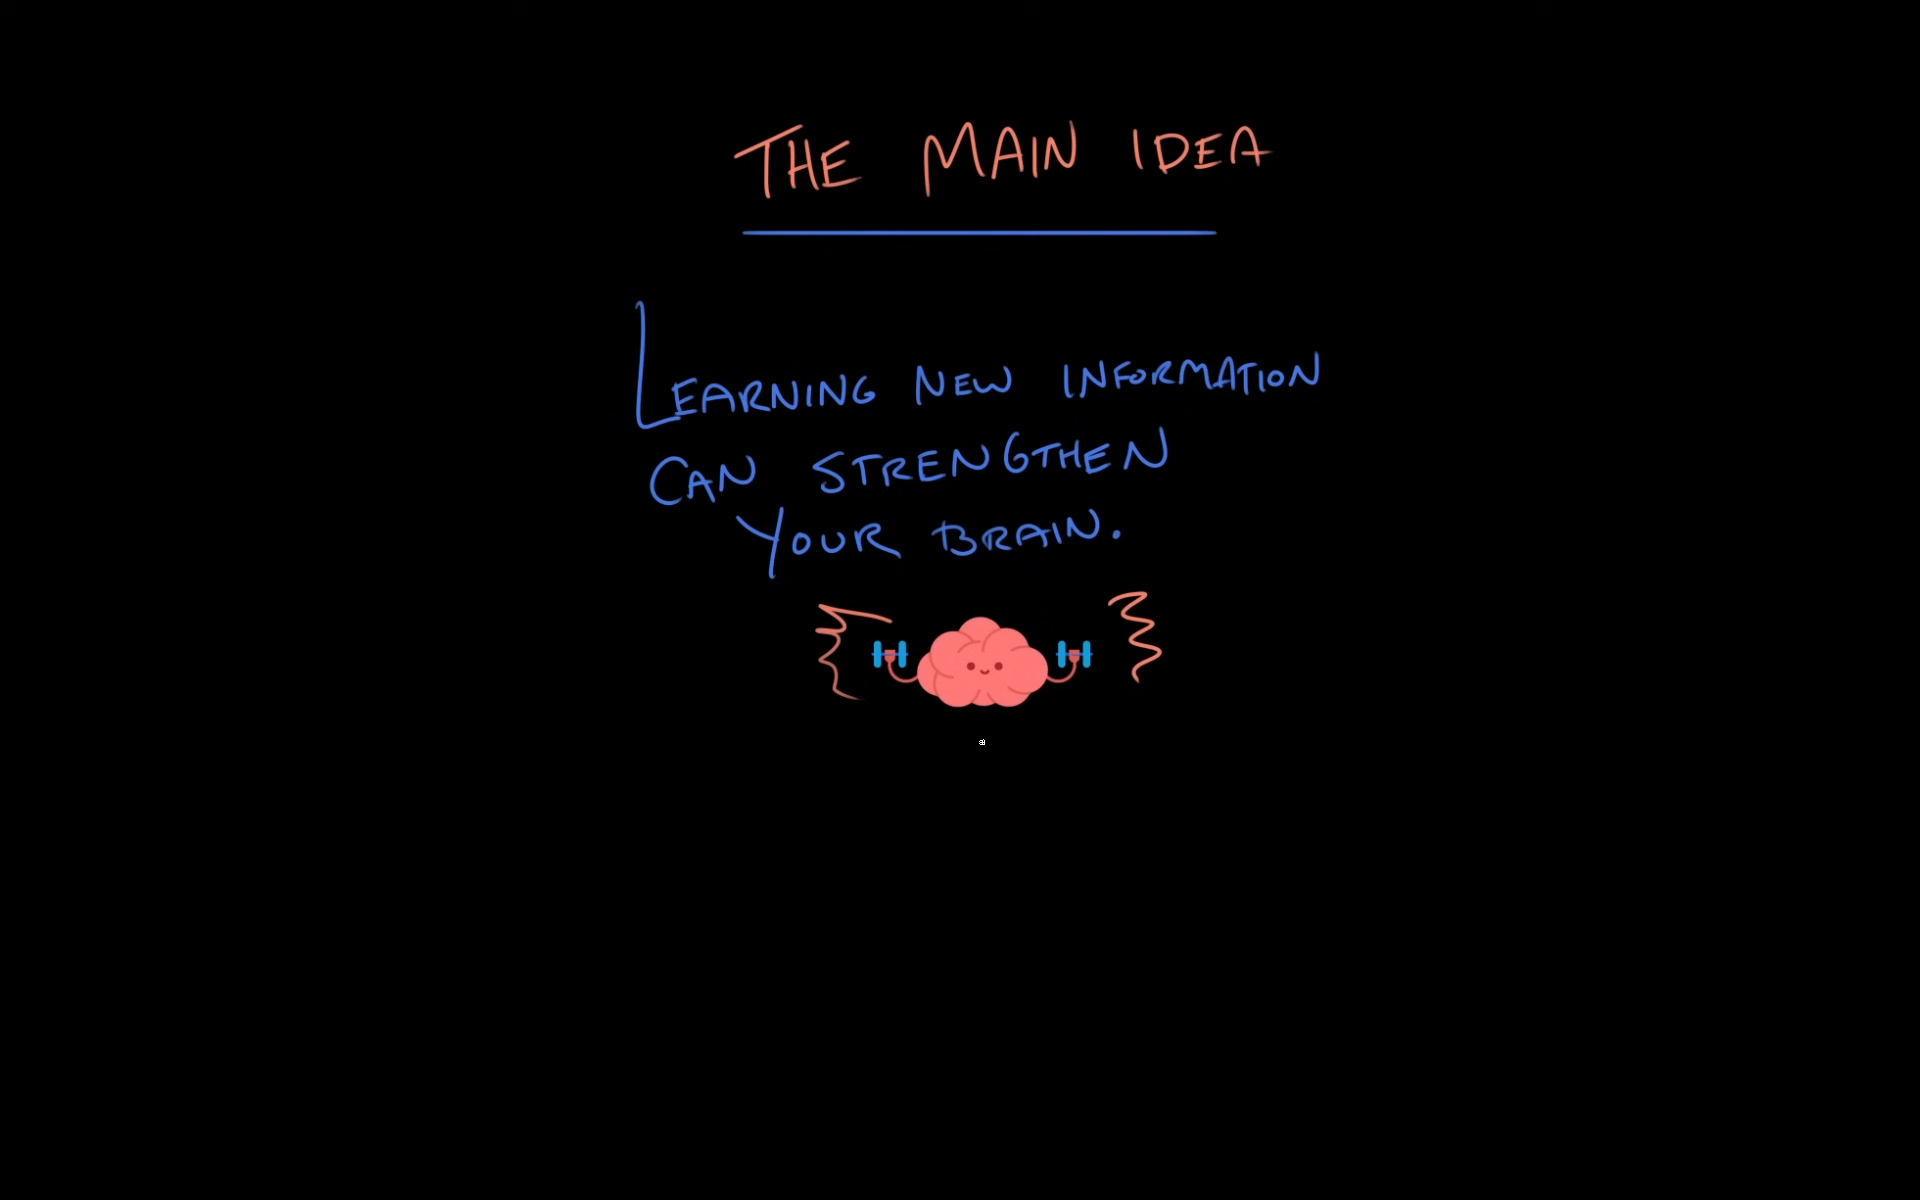 THE MAIN IDEA
LEARNING NEW INFORMATION
CAN STRENGTHEN
YOUR BRAIN.